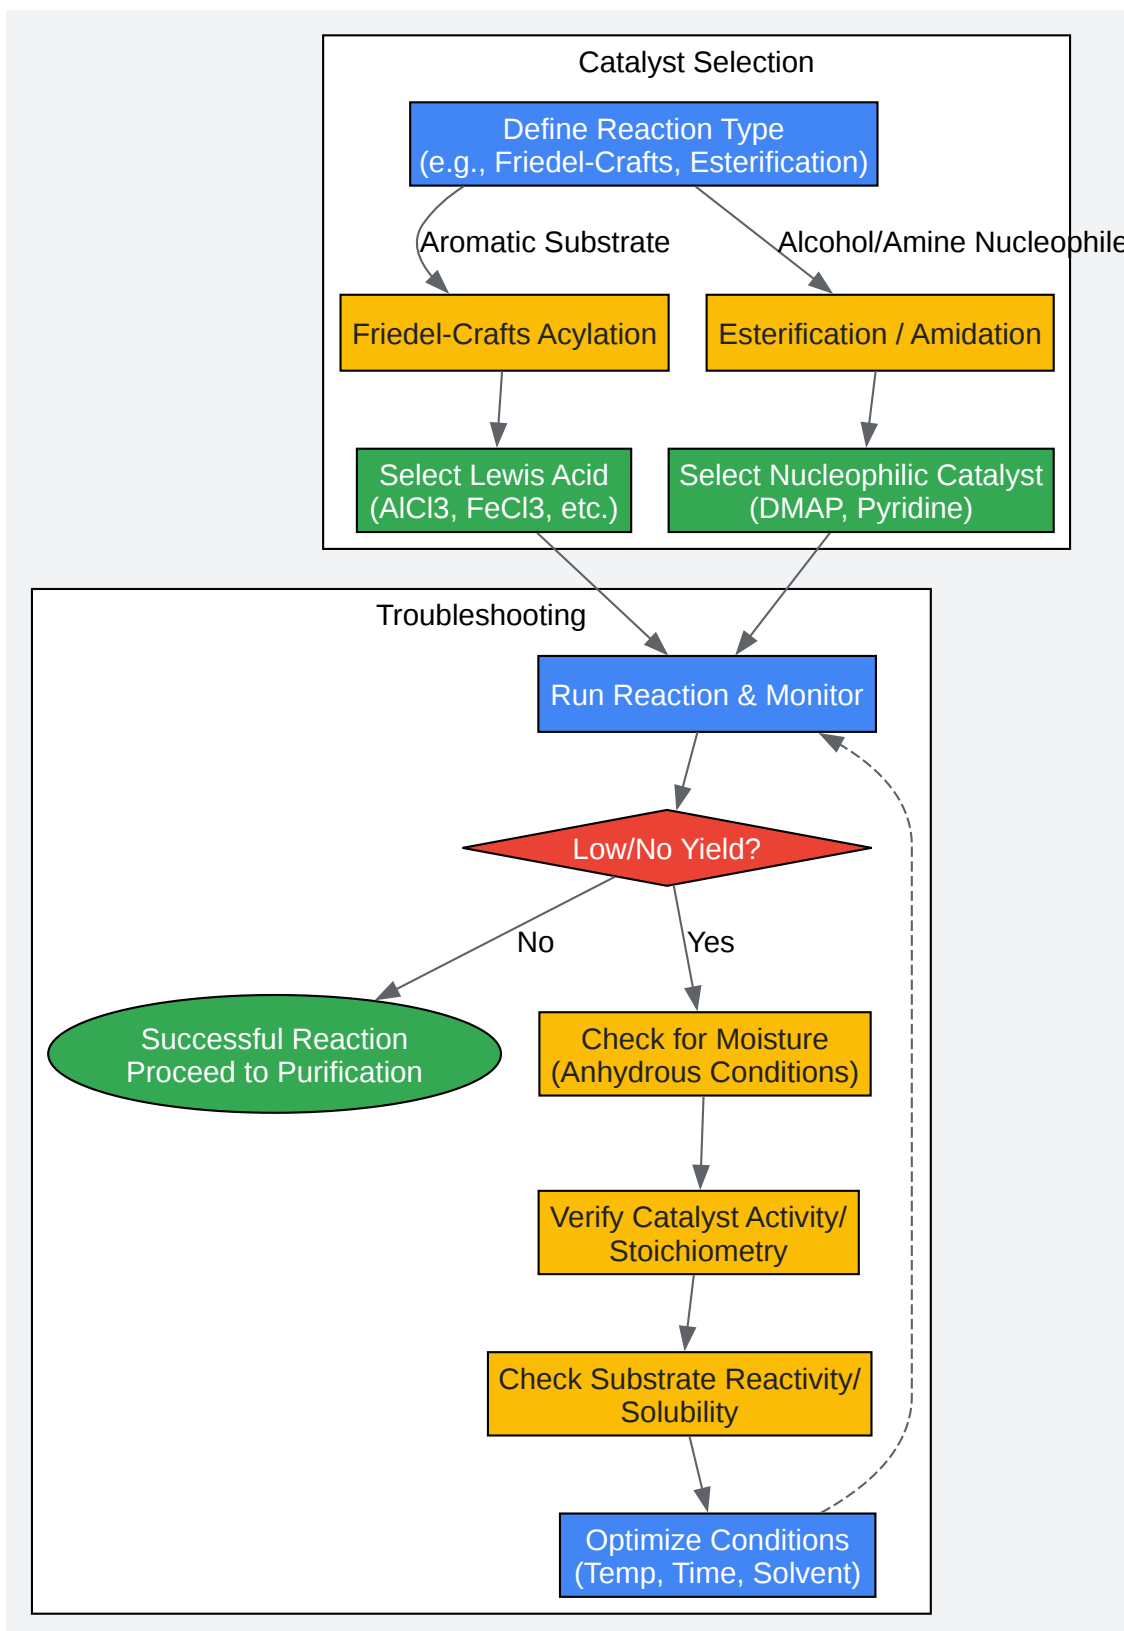 Catalyst Selection
Define Reaction Type
(e.g., Friedel-Crafts, Esterification)
Aromatic Substrate
Alcohol/Amine Nucleophile
Friedel-Crafts Acylation
Esterification / Amidation
Select Lewis Acid
(AlCl3, FeCl3, etc.)
Select Nucleophilic Catalyst
(DMAP, Pyridine)
Troubleshooting
Run Reaction & Monitor
Low/No Yield?
No
Yes
Successful Reaction
Proceed to Purification
Check for Moisture
(Anhydrous Conditions)
Verify Catalyst Activity/
Stoichiometry
Check Substrate Reactivity/
Solubility
Optimize Conditions
(Temp, Time, Solvent)